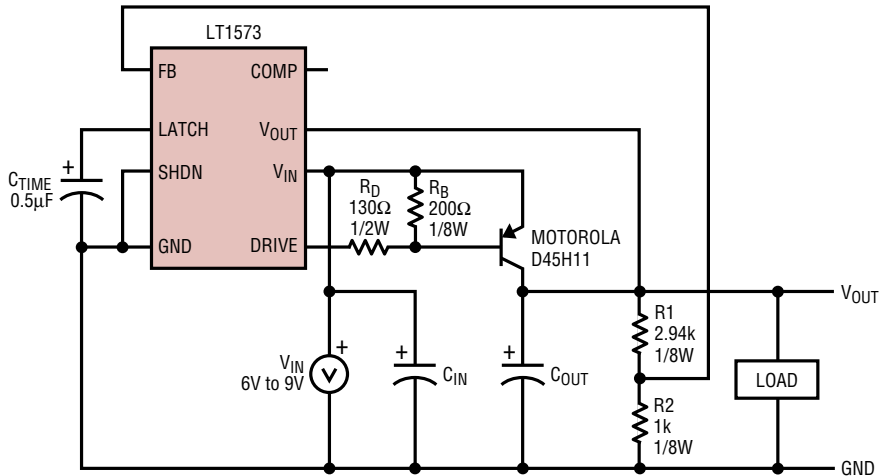 LT1573
FB
COMP
LATCH
VOUT
SHDN
VIN
GND
DRIVE
+
CTIME
0.5µF
RD
130Ω
1/2W
RB
200Ω
1/8W
MOTOROLA
D45H11
VOUT
R1
2.94k
1/8W
+
VIN
6V to 9V
V
+
CIN
+
COUT
LOAD
R2
1k
1/8W
GND